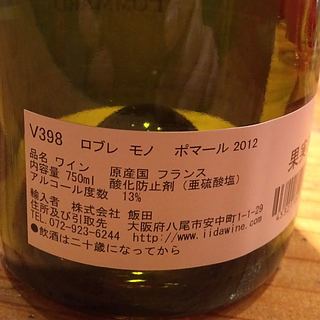 V398 ロブレ モノ ポマール 2012
品名 ワイン 原産国 フランス
内容量 750ml 酸化防止剤(亜硫酸塩)
アルコール度数 13%
輸入者 株式会社 飯田
住所及び引取先 大阪府八尾市安中町1-1-29
TEL.072-923-6244 http://www.iidawine.com
●飲酒は二十歳になってから
果実